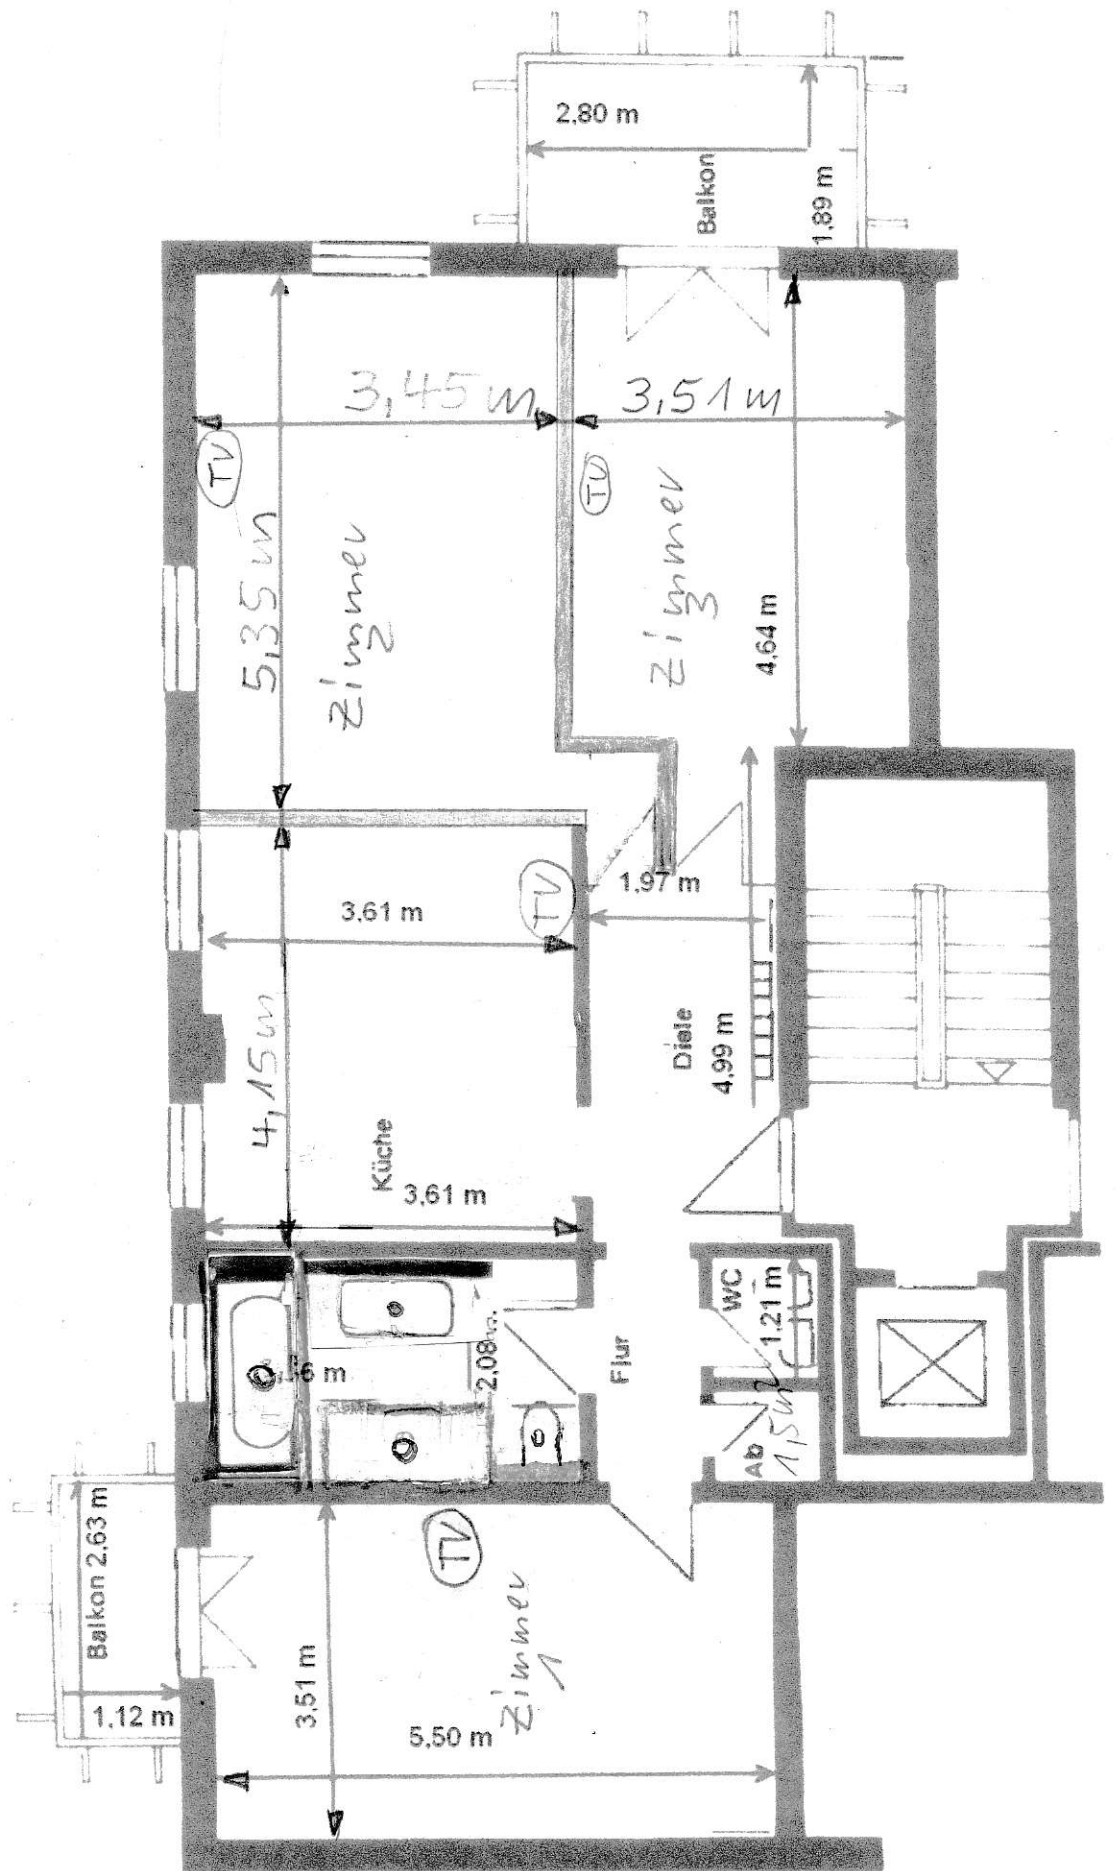 2,80 m
Balkon
1,89 m
3,45 m
3,51 m
TV
TV
5,35 m
Zimmer
2
Zimmer
3
4,64 m
3,61 m
TV
1,97 m
4,15 m
Diele
4,99 m
Küche
3,61 m
WC
1,21 m
2,08 m
Flur
Ab
1,5 m²
Balkon 2,63 m
1,12 m
TV
3,51 m
Zimmer
1
5,50 m